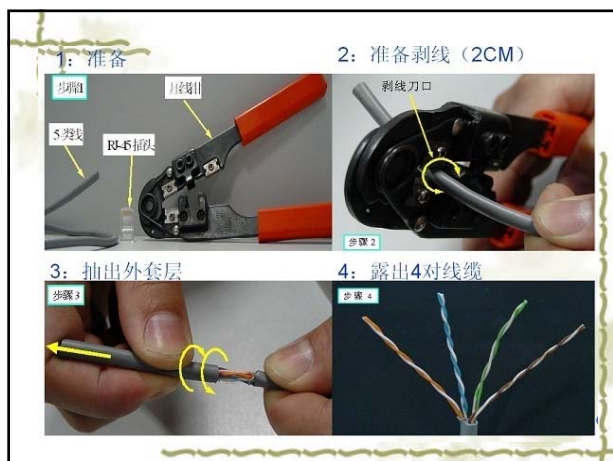 1：准备
2：准备剥线（2CM）
步骤1
压线钳
5类线
RJ-45插头
剥线刀口
步骤2
3：抽出外套层
4：露出4对线缆
步骤3
步骤 4